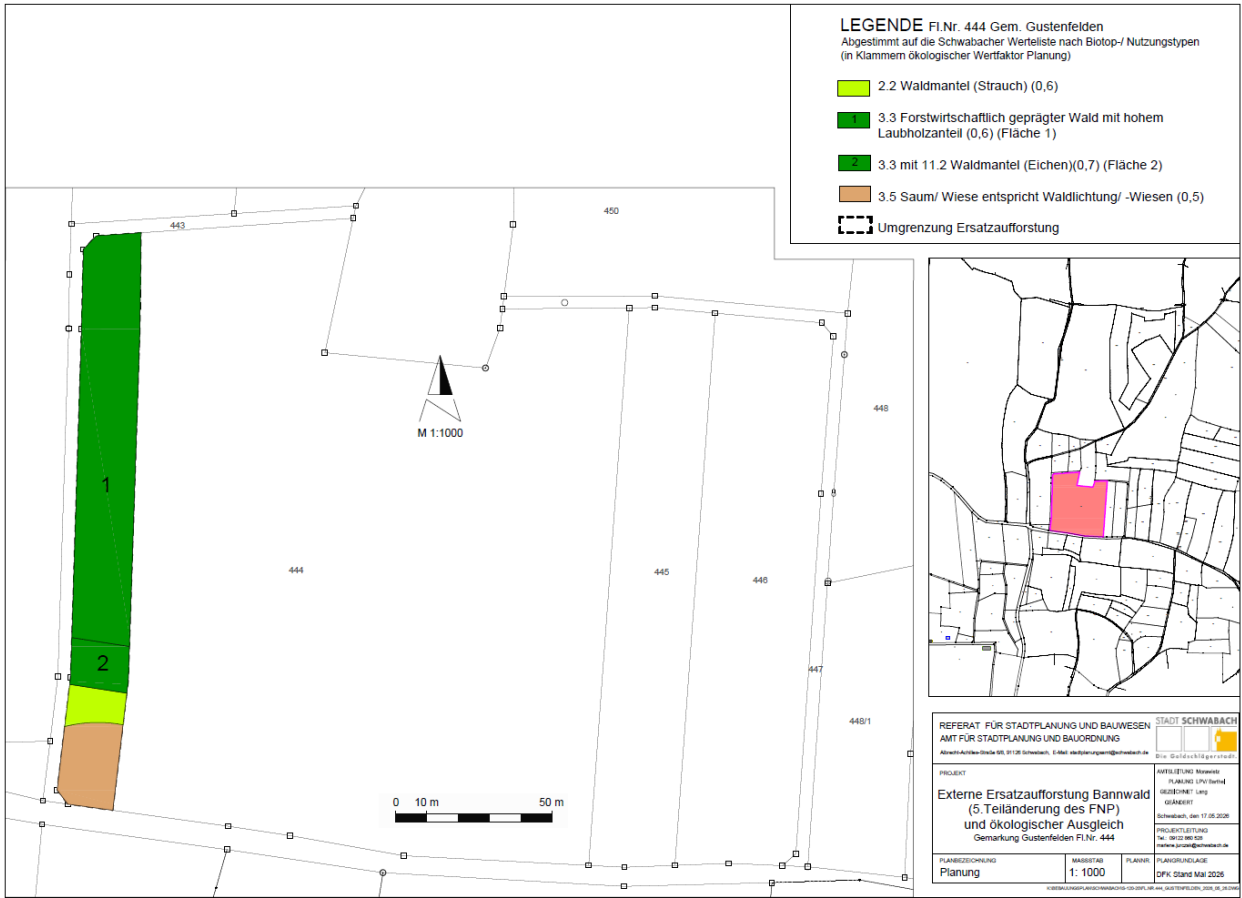 LEGENDE Fl.Nr. 444 Gem. Gustenfelden
Abgestimmt auf die Schwabacher Werteliste nach Biotop-/ Nutzungstypen
(in Klammern ökologischer Wertfaktor Planung)
2.2 Waldmantel (Strauch) (0,6)
1 3.3 Forstwirtschaftlich geprägter Wald mit hohem
Laubholzanteil (0,6) (Fläche 1)
2 3.3 mit 11.2 Waldmantel (Eichen)(0,7) (Fläche 2)
3.5 Saum/ Wiese entspricht Waldlichtung/ -Wiesen (0,5)
Umgrenzung Ersatzaufforstung
443
450
448
M 1:1000
1
444
445
446
2
447
448/1
0 10 m 50 m
REFERAT FÜR STADTPLANUNG UND BAUWESEN
AMT FÜR STADTPLANUNG UND BAUORDNUNG
STADT SCHWABACH
Die Goldschlägerstadt.
PROJEKT
Externe Ersatzaufforstung Bannwald
(5.Teiländerung des FNP)
und ökologischer Ausgleich
Gemarkung Gustenfelden Fl.Nr. 444
AMTSLEITUNG
PLANUNG
GEZEICHNET Lang
GEÄNDERT
Schwabach, den 17.05.2026
PROJEKTLEITUNG
PLANBEZEICHNUNG
Planung
MASSSTAB
1: 1000
PLANNR.
PLANGRUNDLAGE
DFK Stand Mai 2026